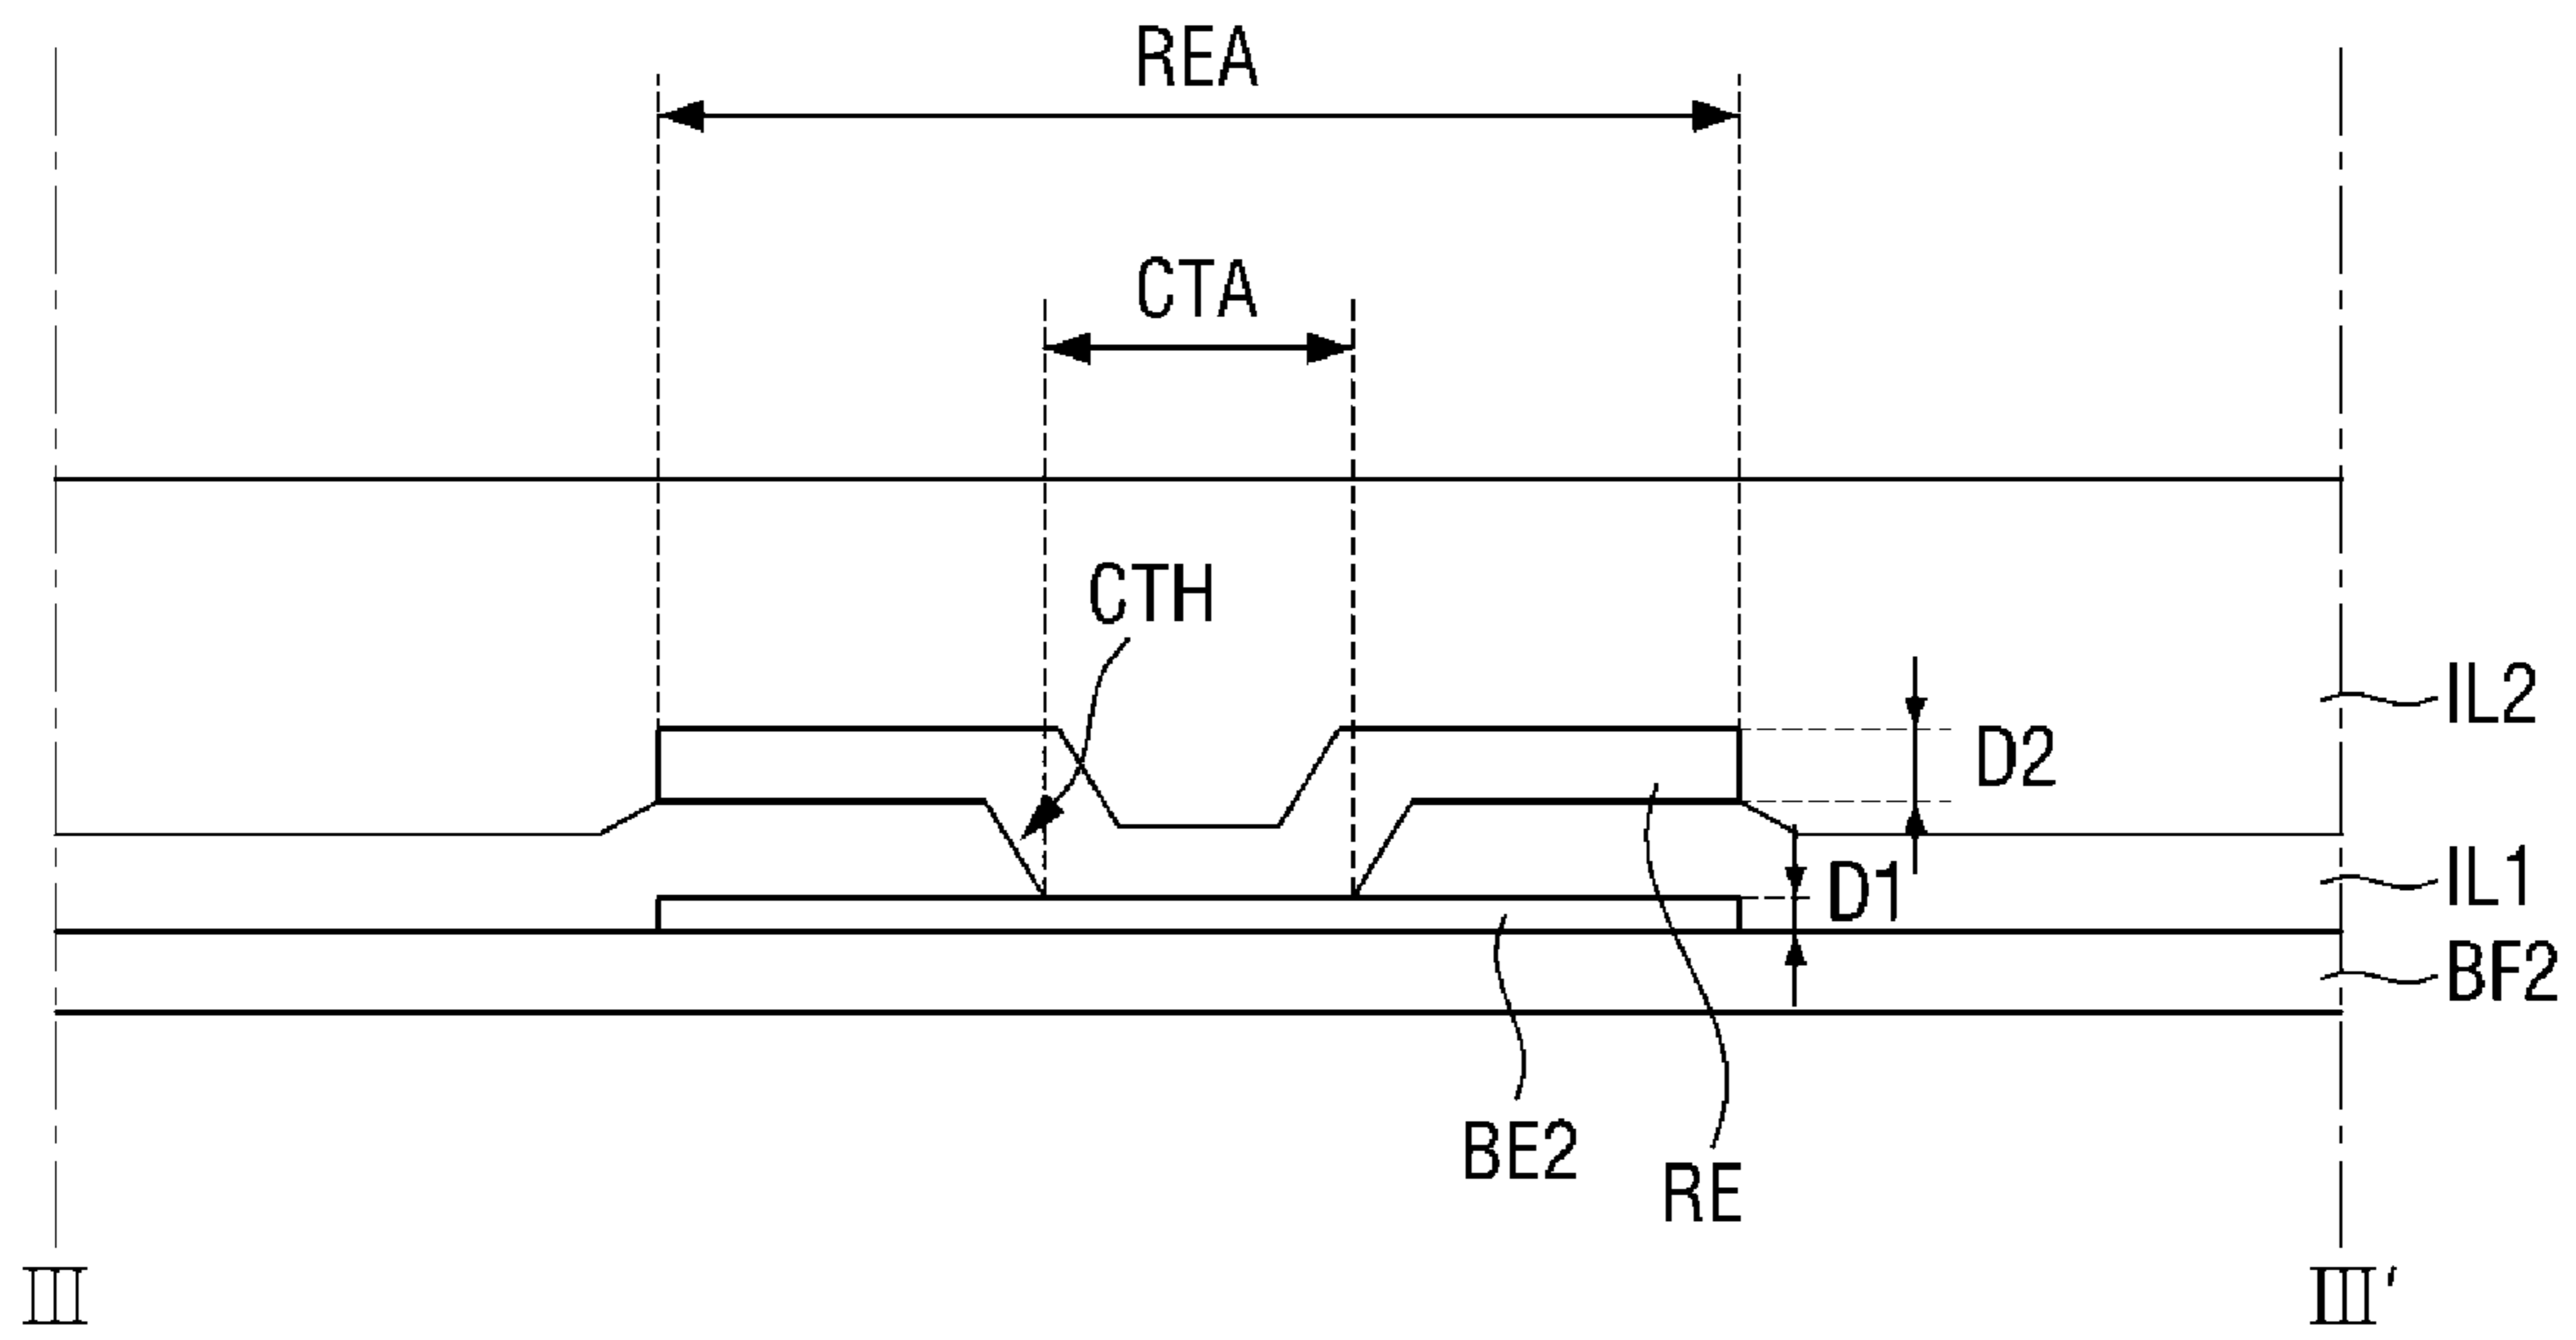 REA
CTA
CTH
IL2
D2
IL1
D1
BF2
BE2
RE
III
III'